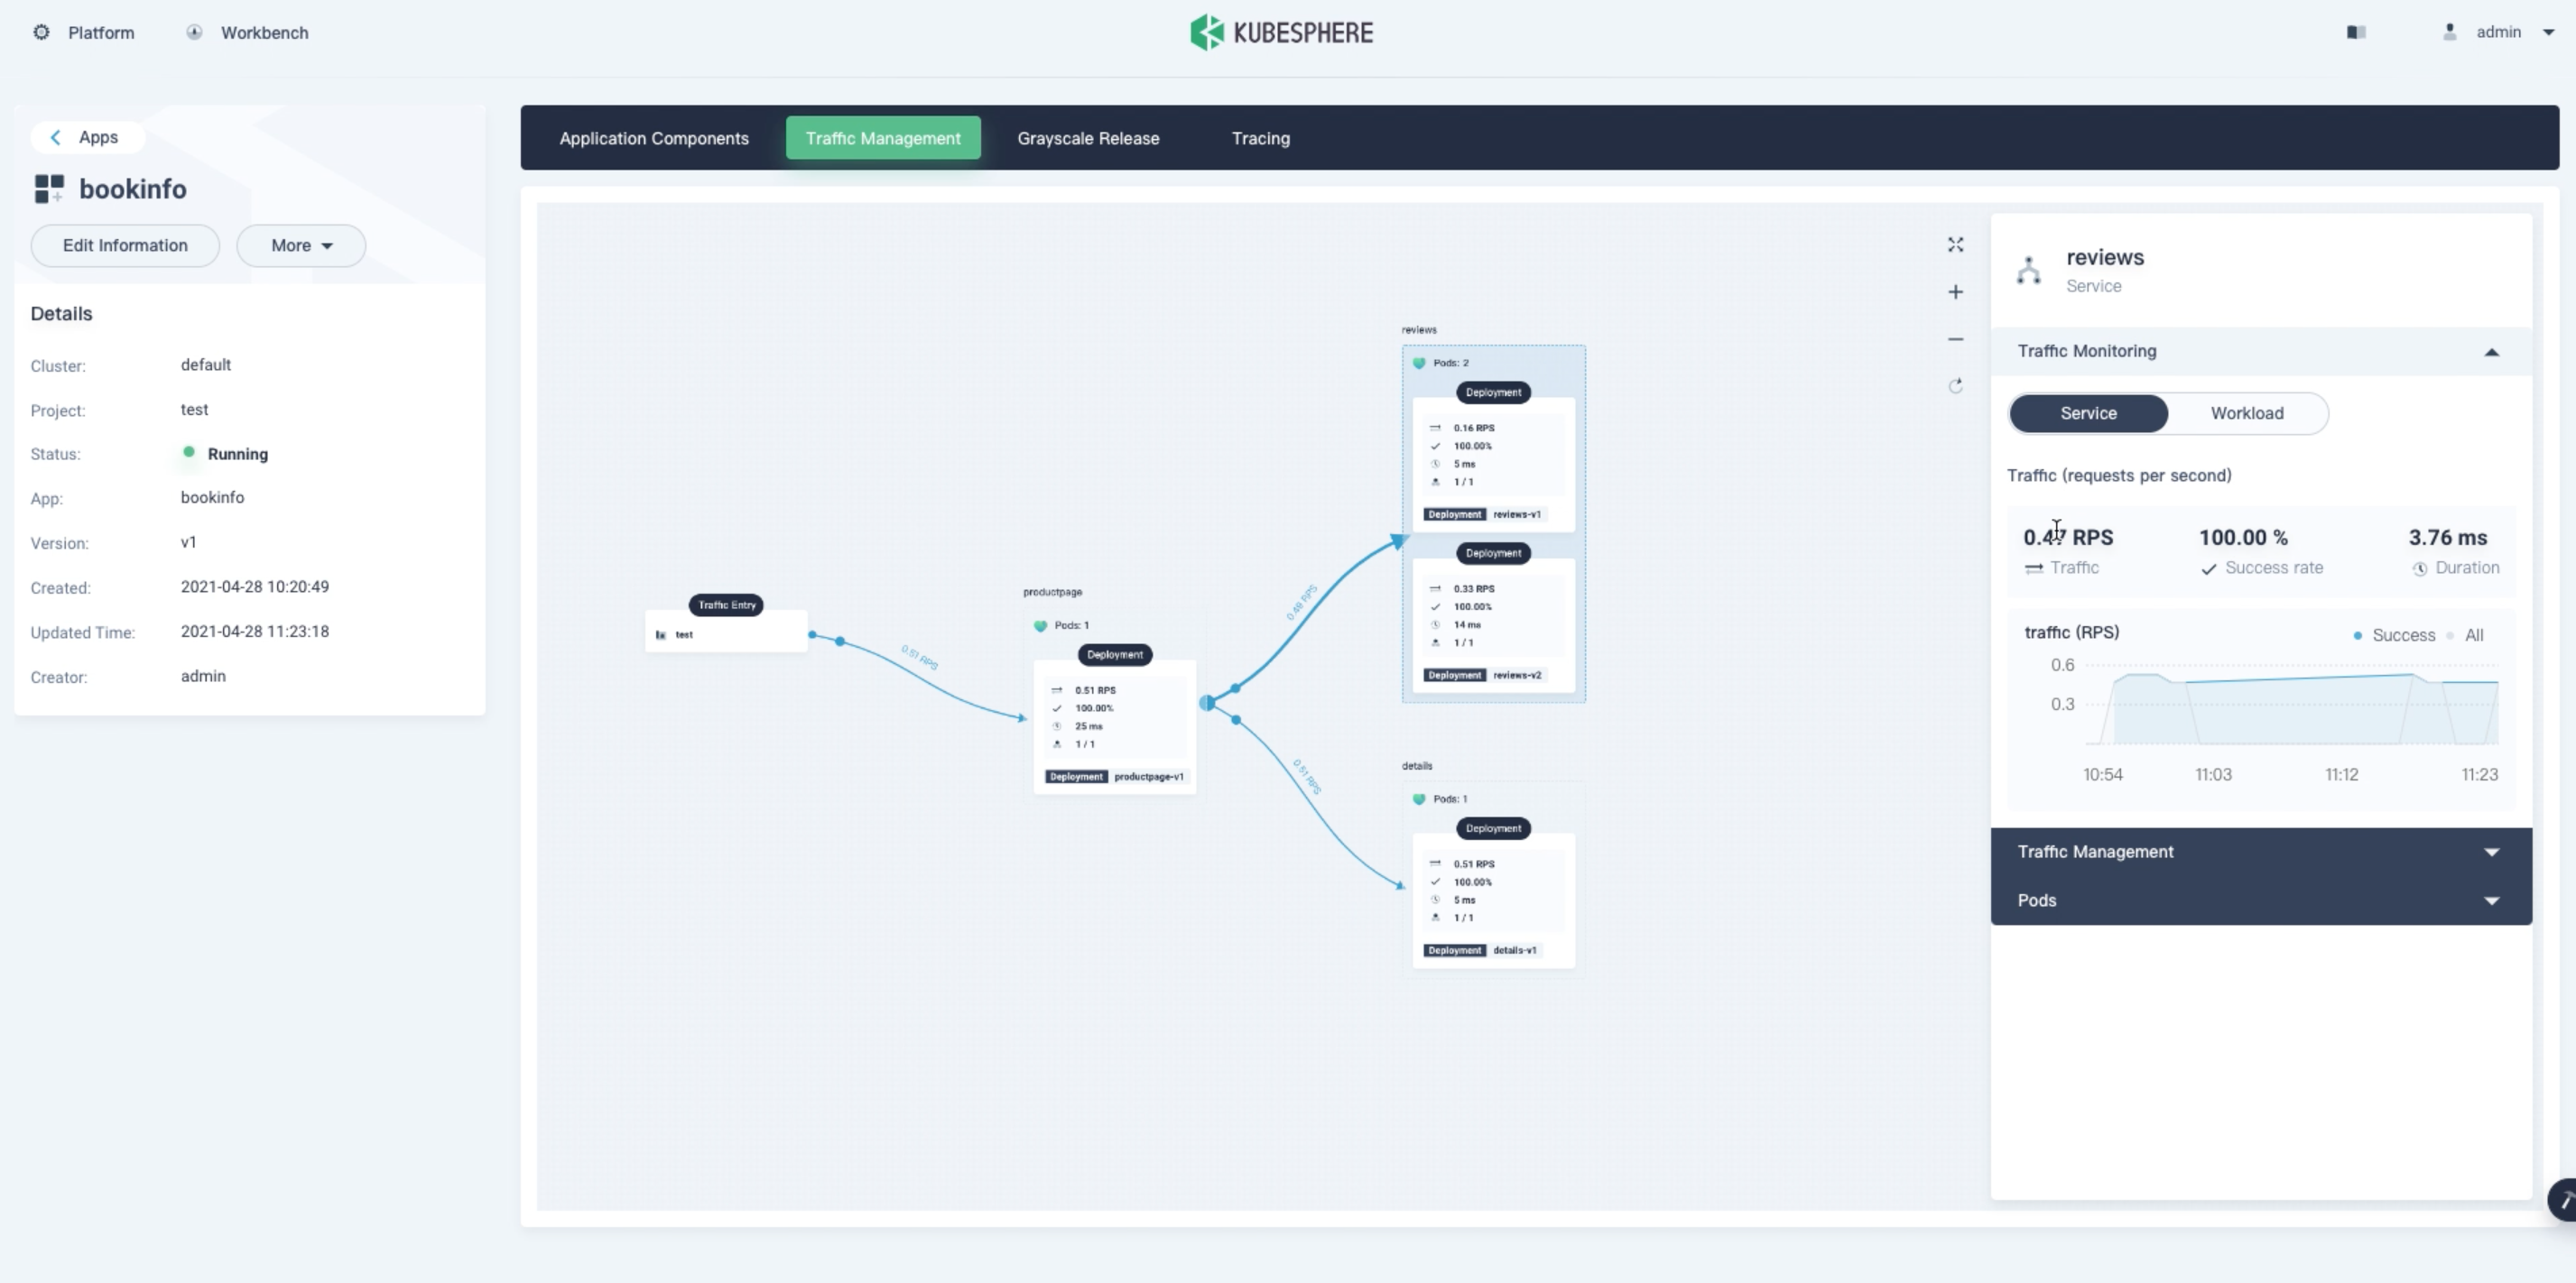 Platform
Workbench
KUBESPHERE
admin
Apps
bookinfo
Edit Information
More
Details
Cluster: default
Project: test
Status: Running
App: bookinfo
Version: v1
Created: 2021-04-28 10:20:49
Updated Time: 2021-04-28 11:23:18
Creator: admin
Application Components
Traffic Management
Grayscale Release
Tracing
Traffic Entry
test
0.51 RPS
productpage
Pods: 1
Deployment
0.51 RPS
100.00%
25 ms
1 / 1
Deployment productpage-v1
0.49 RPS
0.51 RPS
reviews
Pods: 2
Deployment
0.16 RPS
100.00%
5 ms
1 / 1
Deployment reviews-v1
Deployment
0.33 RPS
100.00%
14 ms
1 / 1
Deployment reviews-v2
details
Pods: 1
Deployment
0.51 RPS
100.00%
5 ms
1 / 1
Deployment details-v1
reviews
Service
Traffic Monitoring
Service
Workload
Traffic (requests per second)
0.47 RPS 100.00 % 3.76 ms
Traffic Success rate Duration
traffic (RPS)
Success All
0.6
0.3
10:54 11:03 11:12 11:23
Traffic Management
Pods